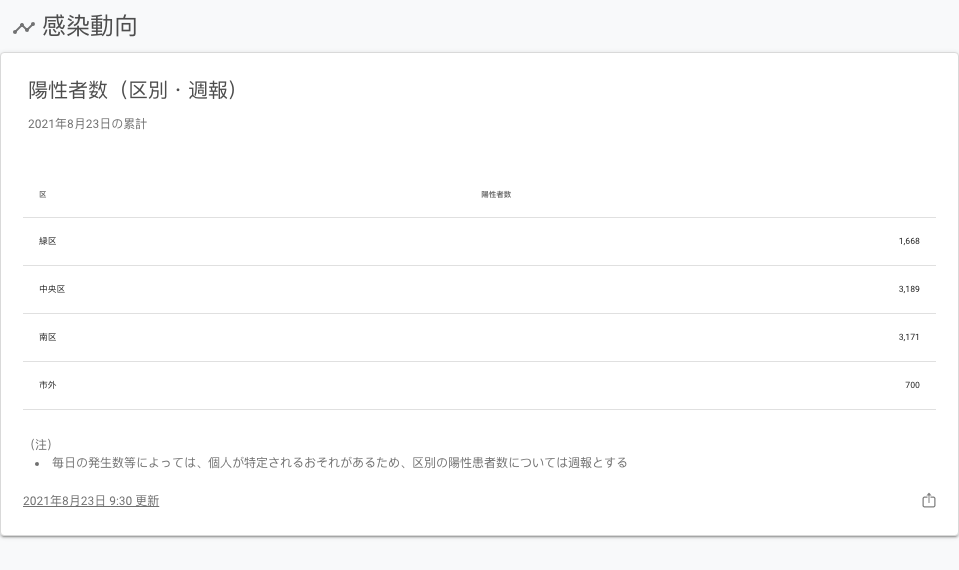 感染動向
陽性者数（区別・週報）
2021年8月23日の累計
区 陽性者数
緑区 1,668
中央区 3,189
南区 3,171
市外 700
（注）
• 毎日の発生数等によっては、個人が特定されるおそれがあるため、区別の陽性患者数については週報とする
2021年8月23日 9:30 更新